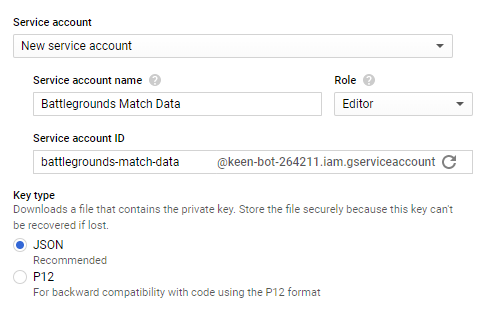 Service account
New service account
Service account name ?
Role ?
Battlegrounds Match Data
Editor
Service account ID
battlegrounds-match-data @keen-bot-264211.iam.gserviceaccount
Key type
Downloads a file that contains the private key. Store the file securely because this key can't
be recovered if lost.
JSON
Recommended
P12
For backward compatibility with code using the P12 format